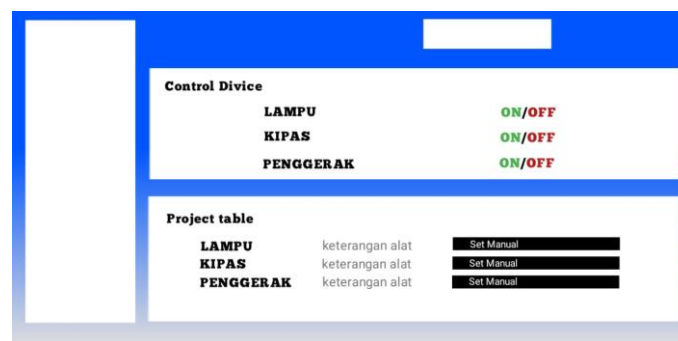 Control Divice
LAMPU ON/OFF
KIPAS ON/OFF
PENGGERAK ON/OFF
Project table
LAMPU keterangan alat Set Manual
KIPAS keterangan alat Set Manual
PENGGERAK keterangan alat Set Manual